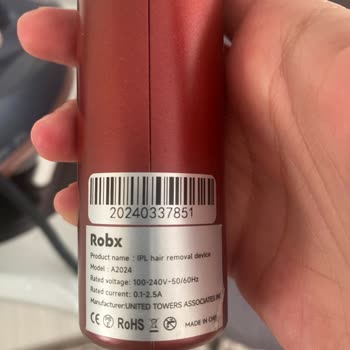 20240337851
Robx
Product name : IPL hair removal device
Model : A2024
Rated voltage: 100-240V-50/60Hz
Rated current: 0.1-2.5A
Manufacturer:UNITED TOWERS ASSOCIATES INC
CE RoHS
MADE IN